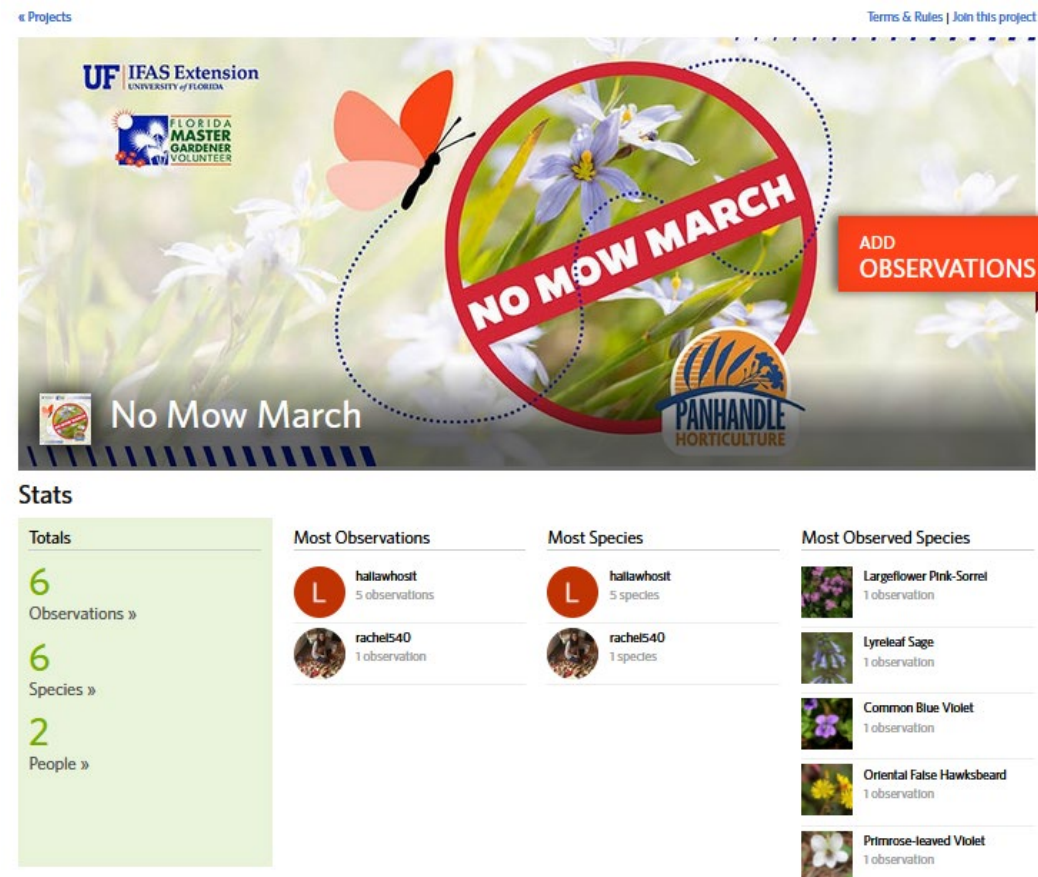 « Projects
Terms & Rules | Join this project
UF IFAS Extension
UNIVERSITY of FLORIDA
FLORIDA
MASTER
GARDENER
VOLUNTEER
NO MOW MARCH
ADD
OBSERVATIONS
PANHANDLE
HORTICULTURE
No Mow March
Stats
Totals
6
Observations »
6
Species »
2
People »
Most Observations
L
hallawhosit
5 observations
rachel540
1 observation
Most Species
L
hallawhosit
5 species
rachel540
1 species
Most Observed Species
Largeflower Pink-Sorrel
1 observation
Lyreleaf Sage
1 observation
Common Blue Violet
1 observation
Oriental False Hawksbeard
1 observation
Primrose-leaved Violet
1 observation